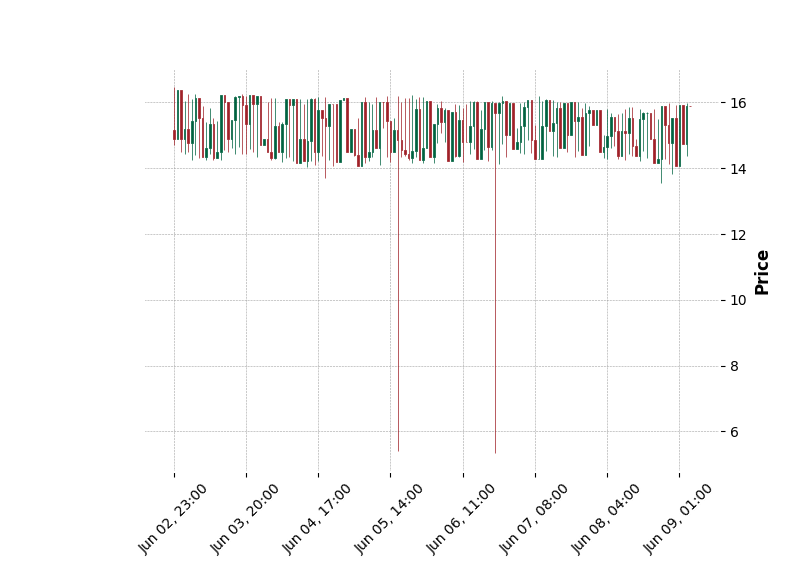 16
14
12
10
8
6
Price
Jun 02, 23:00
Jun 03, 20:00
Jun 04, 17:00
Jun 05, 14:00
Jun 06, 11:00
Jun 07, 08:00
Jun 08, 04:00
Jun 09, 01:00